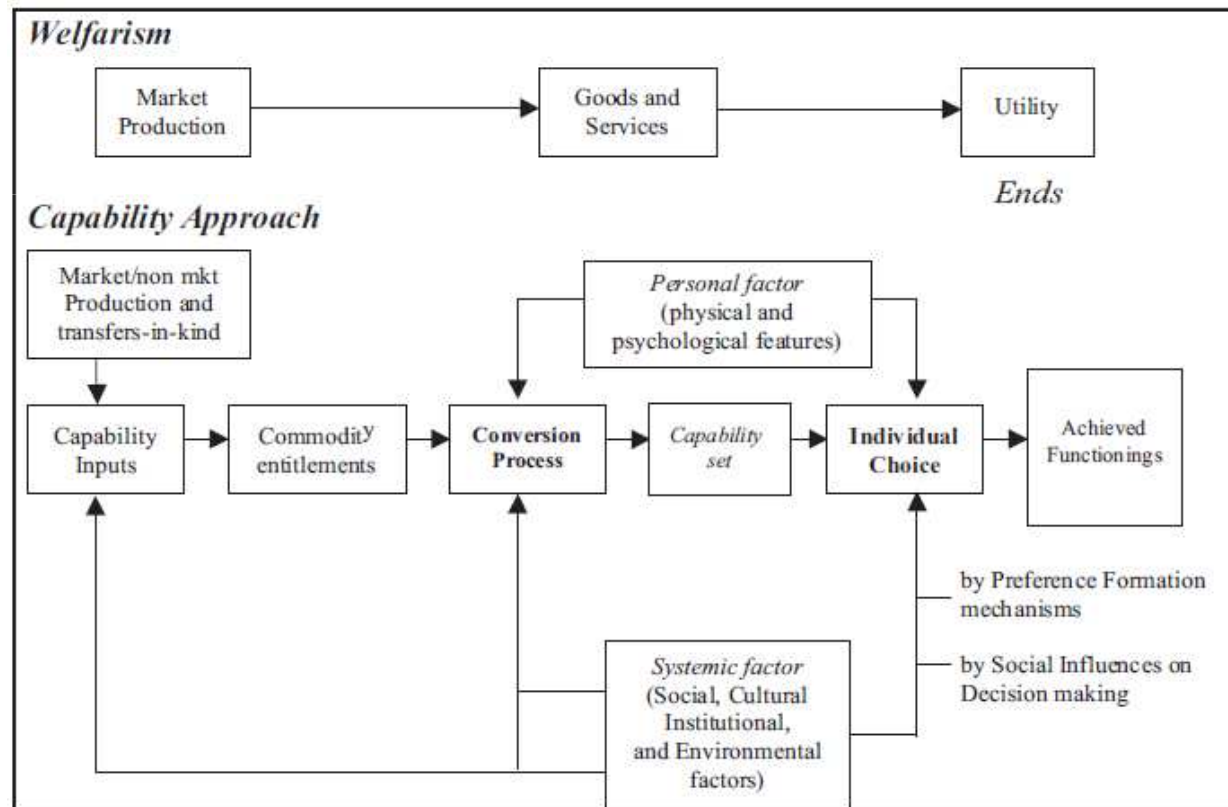 Welfarism
Market
Production
Goods and
Services
Utility
Ends
Capability Approach
Market/non mkt
Production and
transfers-in-kind
Personal factor
(physical and
psychological features)
Capability
Inputs
Commodity
entitlements
Conversion
Process
Capability
set
Individual
Choice
Achieved
Functionings
by Preference Formation
mechanisms
by Social Influences on
Decision making
Systemic factor
(Social, Cultural
Institutional,
and Environmental
factors)